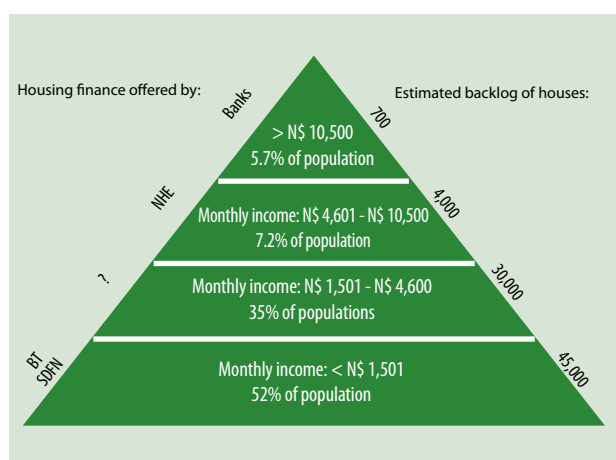 Housing finance offered by:
Estimated backlog of houses:
Banks
> N$ 10,500
5.7% of population
700
NHE
Monthly income: N$ 4,601 - N$ 10,500
7.2% of population
4,000
?
Monthly income: N$ 1,501 - N$ 4,600
35% of populations
30,000
BT
SDFN
Monthly income: < N$ 1,501
52% of population
45,000